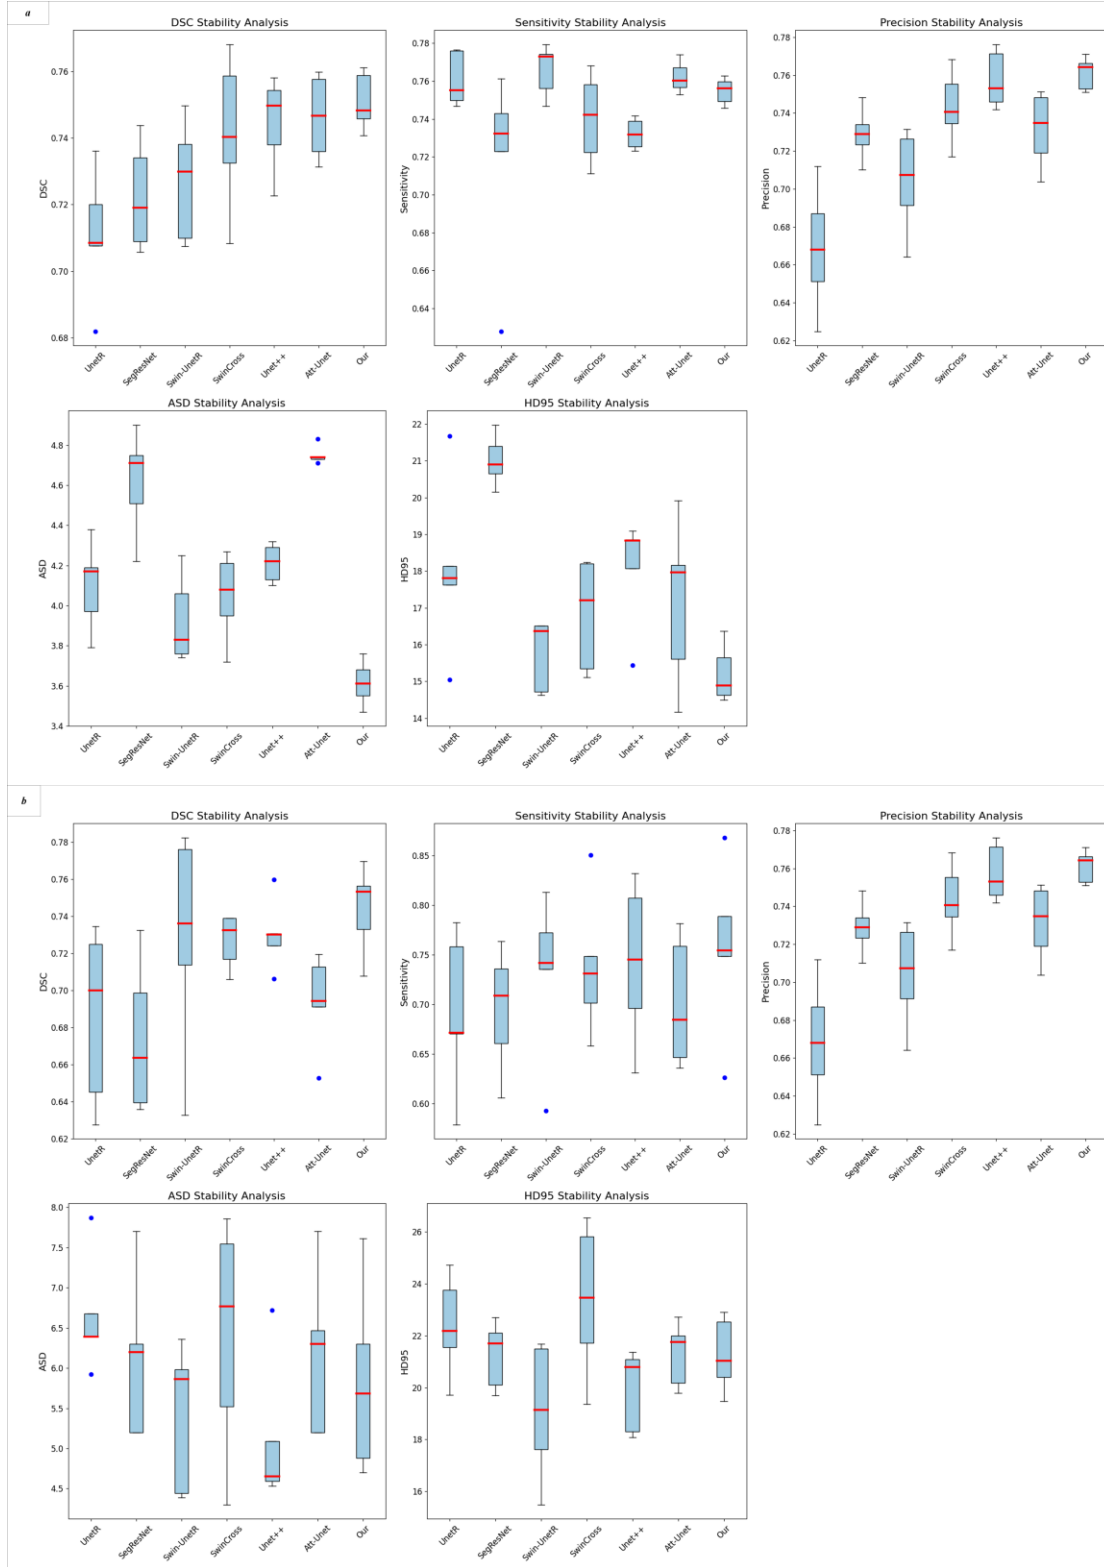 a
DSC Stability Analysis
DSC
0.76
0.74
0.72
0.70
0.68
UnetR
SegResNet
Swin-UnetR
SwinCross
Unet++
Att-Unet
Our
Sensitivity Stability Analysis
Sensitivity
0.78
0.76
0.74
0.72
0.70
0.68
0.66
0.64
UnetR
SegResNet
Swin-UnetR
SwinCross
Unet++
Att-Unet
Our
Precision Stability Analysis
Precision
0.78
0.76
0.74
0.72
0.70
0.68
0.66
0.64
0.62
UnetR
SegResNet
Swin-UnetR
SwinCross
Unet++
Att-Unet
Our
ASD Stability Analysis
ASD
4.8
4.6
4.4
4.2
4.0
3.8
3.6
3.4
UnetR
SegResNet
Swin-UnetR
SwinCross
Unet++
Att-Unet
Our
HD95 Stability Analysis
HD95
22
21
20
19
18
17
16
15
14
UnetR
SegResNet
Swin-UnetR
SwinCross
Unet++
Att-Unet
Our
b
DSC Stability Analysis
DSC
0.78
0.76
0.74
0.72
0.70
0.68
0.66
0.64
0.62
UnetR
SegResNet
Swin-UnetR
SwinCross
Unet++
Att-Unet
Our
Sensitivity Stability Analysis
Sensitivity
0.85
0.80
0.75
0.70
0.65
0.60
UnetR
SegResNet
Swin-UnetR
SwinCross
Unet++
Att-Unet
Our
Precision Stability Analysis
Precision
0.78
0.76
0.74
0.72
0.70
0.68
0.66
0.64
0.62
UnetR
SegResNet
Swin-UnetR
SwinCross
Unet++
Att-Unet
Our
ASD Stability Analysis
ASD
8.0
7.5
7.0
6.5
6.0
5.5
5.0
4.5
UnetR
SegResNet
Swin-UnetR
SwinCross
Unet++
Att-Unet
Our
HD95 Stability Analysis
HD95
26
24
22
20
18
16
UnetR
SegResNet
Swin-UnetR
SwinCross
Unet++
Att-Unet
Our